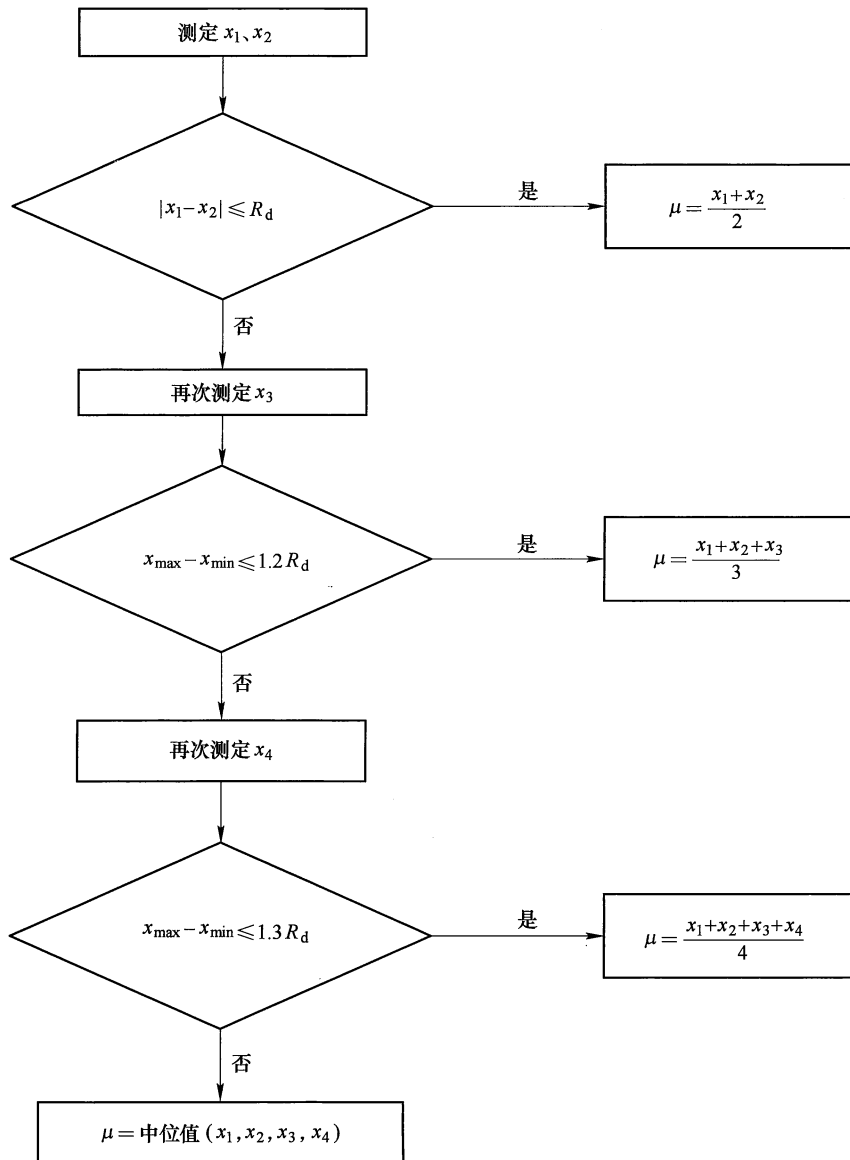 测定 x₁、x₂
|x₁−x₂|≤R_d
是
μ = (x₁+x₂)/2
否
再次测定 x₃
x_max−x_min≤1.2R_d
是
μ = (x₁+x₂+x₃)/3
否
再次测定 x₄
x_max−x_min≤1.3R_d
是
μ = (x₁+x₂+x₃+x₄)/4
否
μ=中位值(x₁,x₂,x₃,x₄)